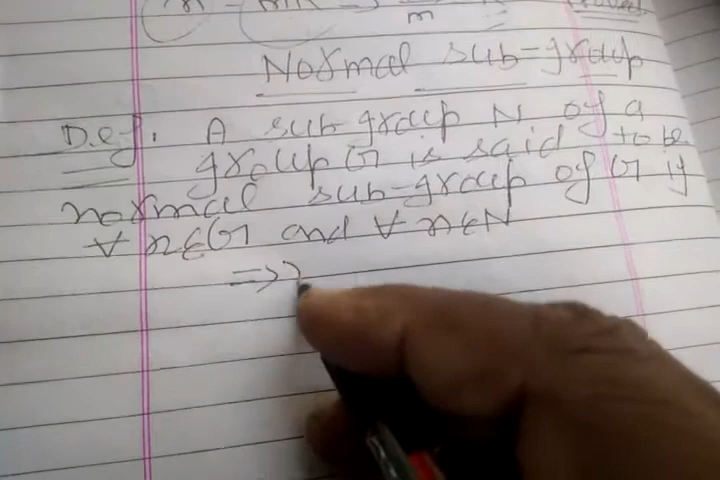 Normal sub-group
Def. A sub group N of a
group G is said to be
normal sub-group of G if
∀ x∈G and ∀ n∈N
⇒